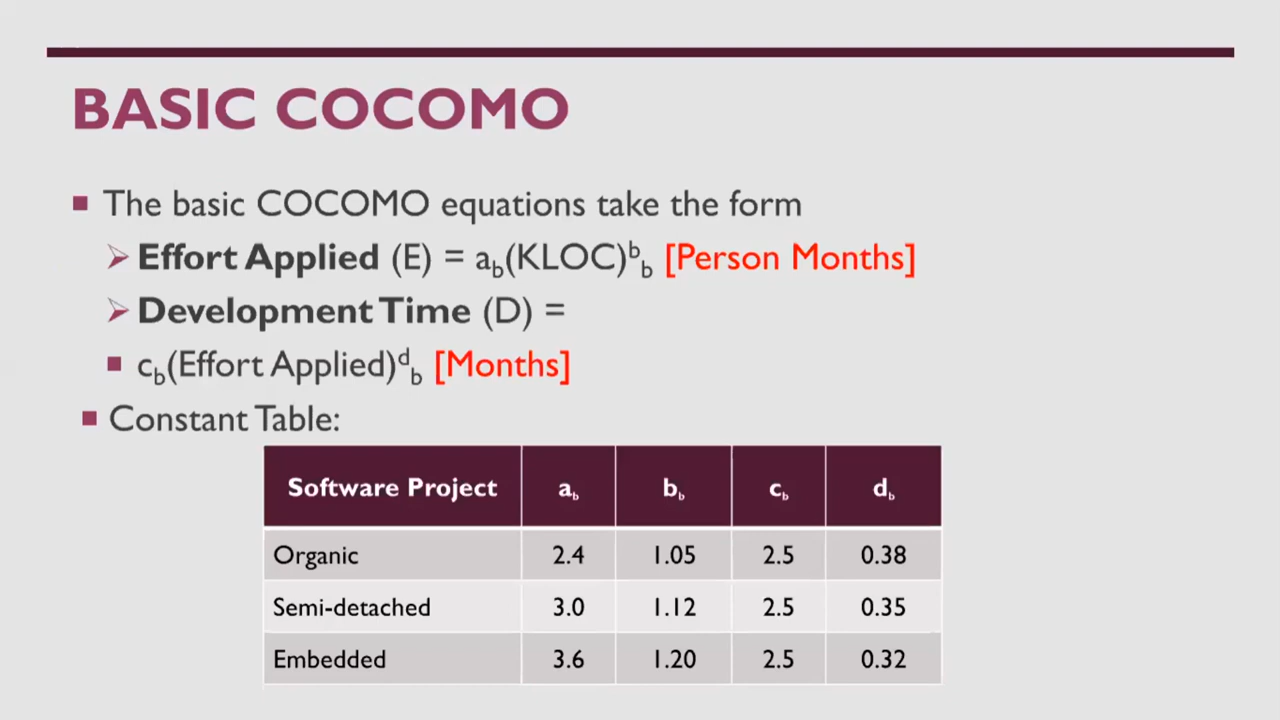 BASIC COCOMO
■ The basic COCOMO equations take the form
➢ Effort Applied (E) = a_b(KLOC)^b_b [Person Months]
➢ Development Time (D) =
■ c_b(Effort Applied)^d_b [Months]
■ Constant Table:
Software Project a_b b_b c_b d_b
Organic 2.4 1.05 2.5 0.38
Semi-detached 3.0 1.12 2.5 0.35
Embedded 3.6 1.20 2.5 0.32